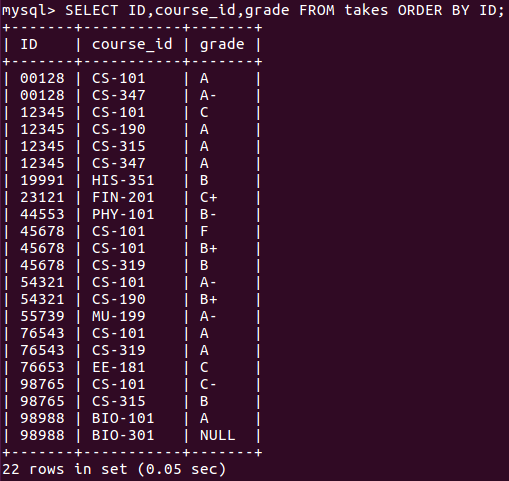 mysql> SELECT ID,course_id,grade FROM takes ORDER BY ID;
+-------+-----------+-------+
| ID    | course_id | grade |
+-------+-----------+-------+
| 00128 | CS-101    | A     |
| 00128 | CS-347    | A-    |
| 12345 | CS-101    | C     |
| 12345 | CS-190    | A     |
| 12345 | CS-315    | A     |
| 12345 | CS-347    | A     |
| 19991 | HIS-351   | B     |
| 23121 | FIN-201   | C+    |
| 44553 | PHY-101   | B-    |
| 45678 | CS-101    | F     |
| 45678 | CS-101    | B+    |
| 45678 | CS-319    | B     |
| 54321 | CS-101    | A-    |
| 54321 | CS-190    | B+    |
| 55739 | MU-199    | A-    |
| 76543 | CS-101    | A     |
| 76543 | CS-319    | A     |
| 76653 | EE-181    | C     |
| 98765 | CS-101    | C-    |
| 98765 | CS-315    | B     |
| 98988 | BIO-101   | A     |
| 98988 | BIO-301   | NULL  |
+-------+-----------+-------+
22 rows in set (0.05 sec)